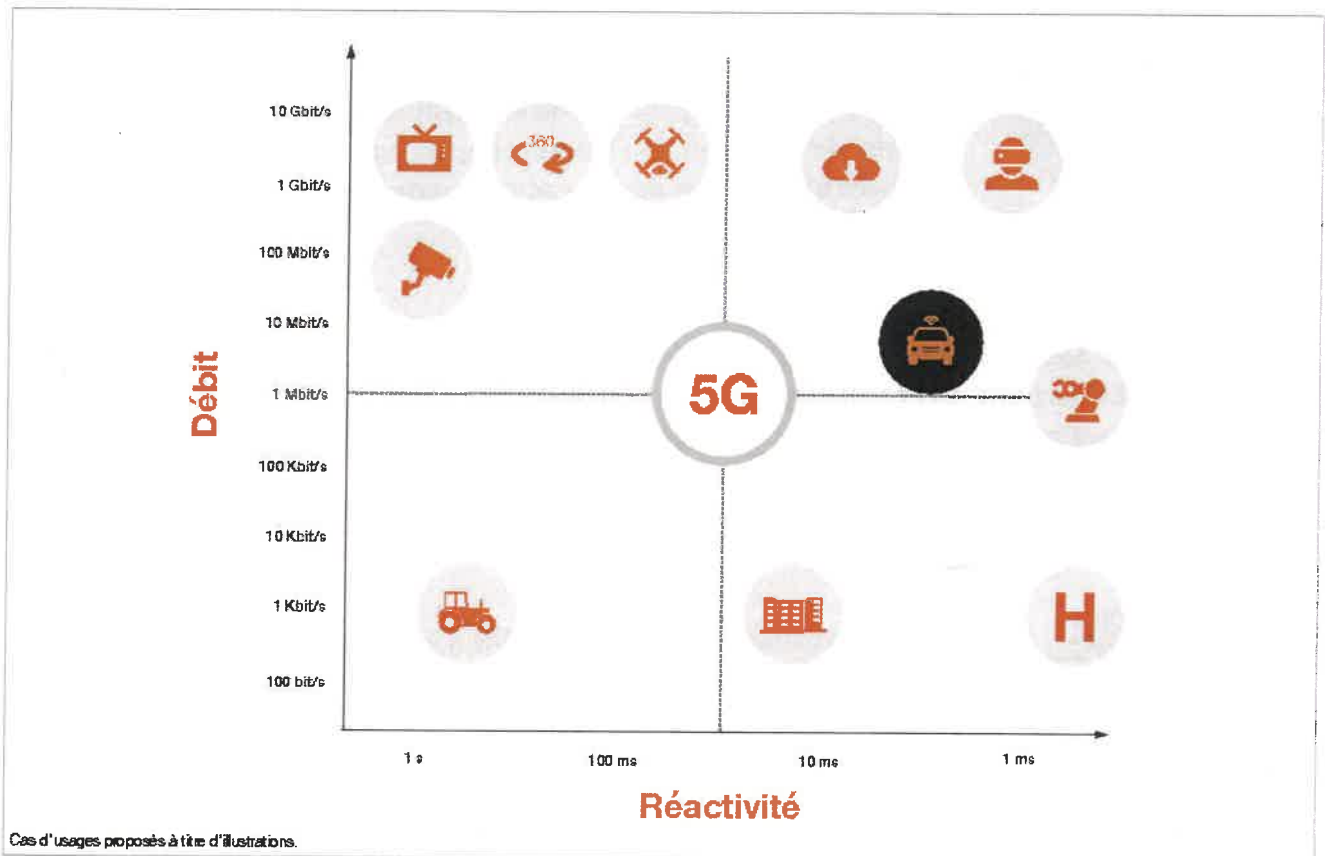 10 Gbit/s
360
1 Gbit/s
100 Mbit/s
10 Mbit/s
Débit
1 Mbit/s
5G
100 Kbit/s
10 Kbit/s
1 Kbit/s
H
100 bit/s
1 s
100 ms
10 ms
1 ms
Réactivité
Cas d'usages proposés à titre d'illustrations.